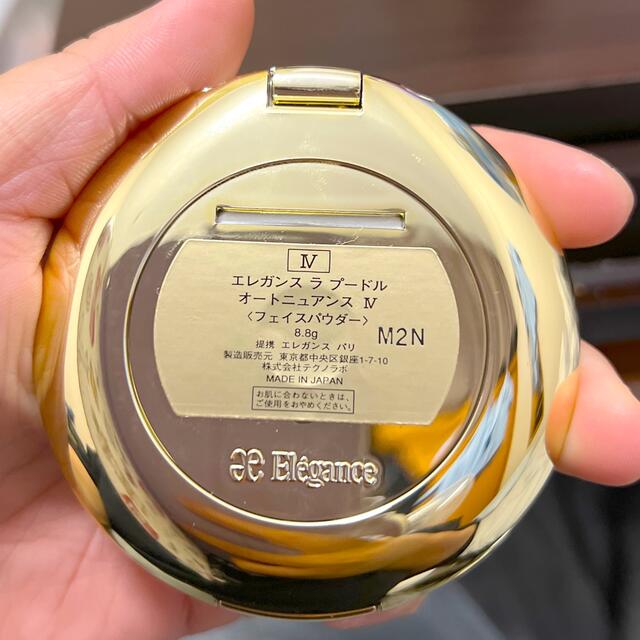 IV
エレガンス ラ プードル
オートニュアンス IV
〈フェイスパウダー〉
8.8g
M2N
提携 エレガンス パリ
製造販売元 東京都中央区銀座1-7-10
株式会社テクノラボ
MADE IN JAPAN
お肌に合わないときは、
ご使用をおやめください。
Elégance